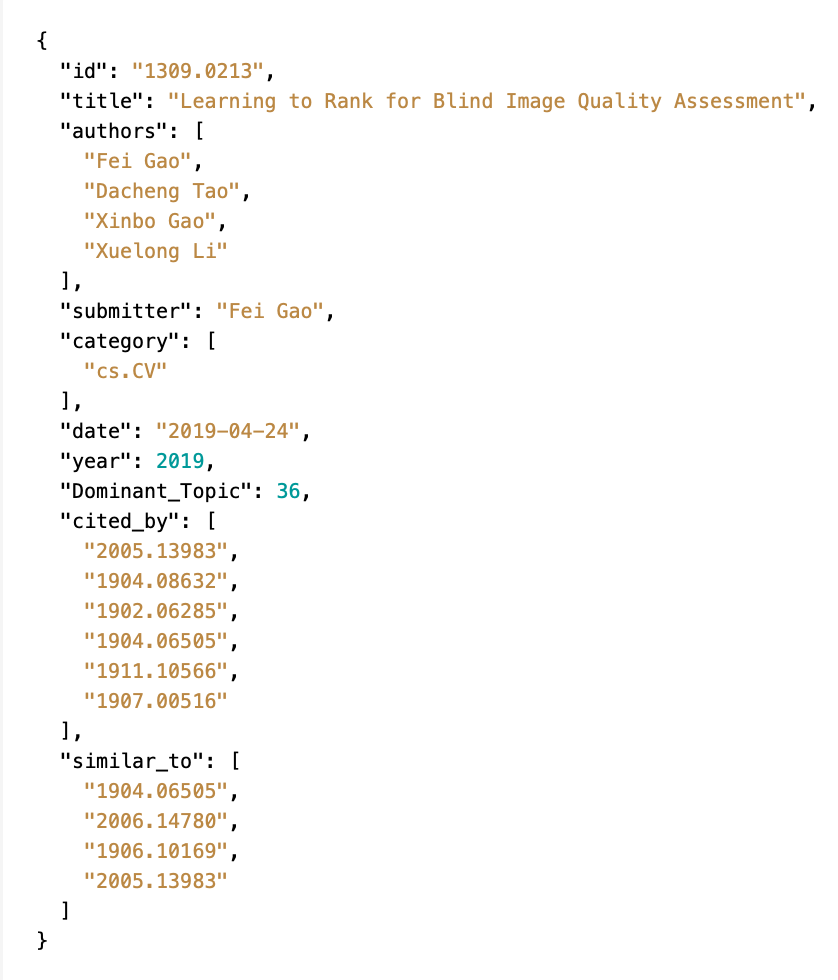 {
  "id": "1309.0213",
  "title": "Learning to Rank for Blind Image Quality Assessment",
  "authors": [
    "Fei Gao",
    "Dacheng Tao",
    "Xinbo Gao",
    "Xuelong Li"
  ],
  "submitter": "Fei Gao",
  "category": [
    "cs.CV"
  ],
  "date": "2019-04-24",
  "year": 2019,
  "Dominant_Topic": 36,
  "cited_by": [
    "2005.13983",
    "1904.08632",
    "1902.06285",
    "1904.06505",
    "1911.10566",
    "1907.00516"
  ],
  "similar_to": [
    "1904.06505",
    "2006.14780",
    "1906.10169",
    "2005.13983"
  ]
}